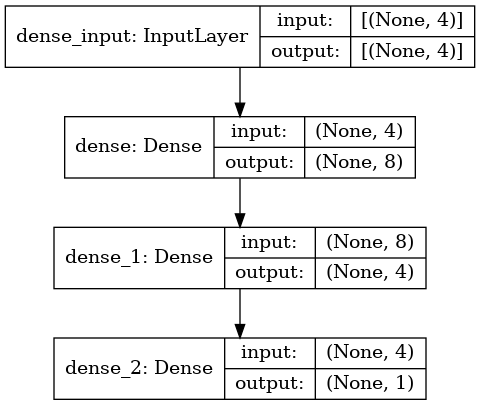 dense_input: InputLayer
input: [(None, 4)]
output: [(None, 4)]
dense: Dense
input: (None, 4)
output: (None, 8)
dense_1: Dense
input: (None, 8)
output: (None, 4)
dense_2: Dense
input: (None, 4)
output: (None, 1)